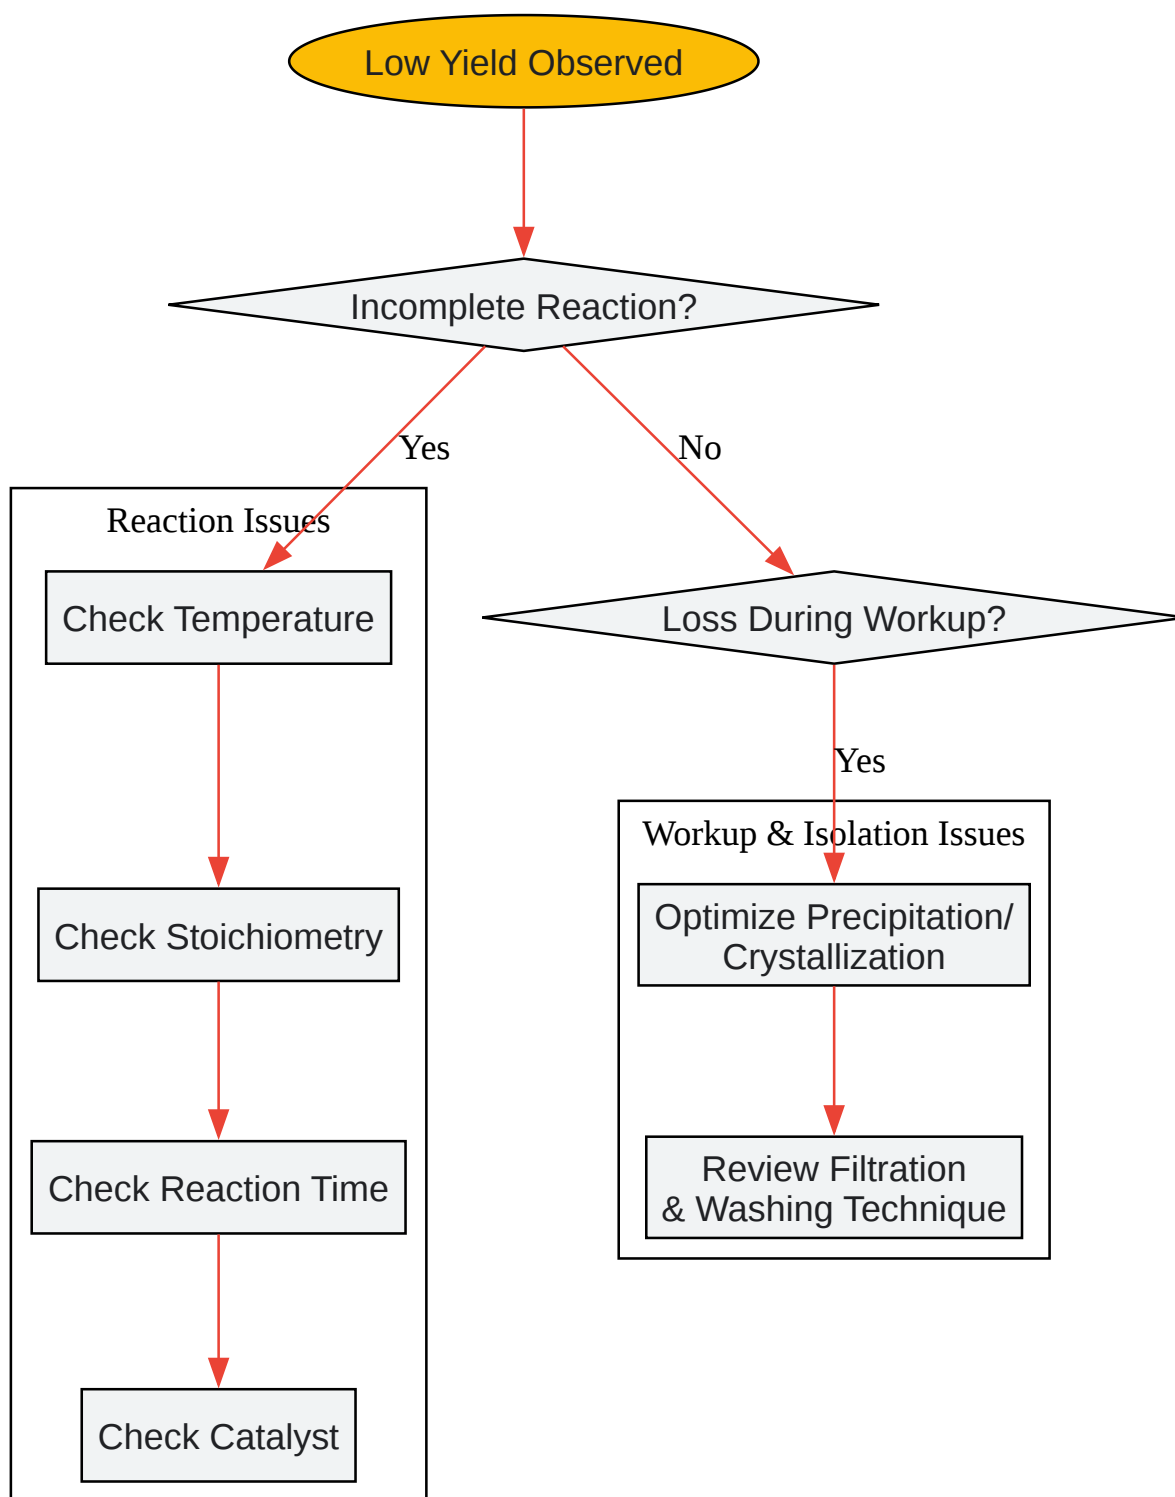 Low Yield Observed
Incomplete Reaction?
Yes
No
Reaction Issues
Check Temperature
Loss During Workup?
Yes
Workup & Isolation Issues
Optimize Precipitation/
Crystallization
Check Stoichiometry
Review Filtration
& Washing Technique
Check Reaction Time
Check Catalyst